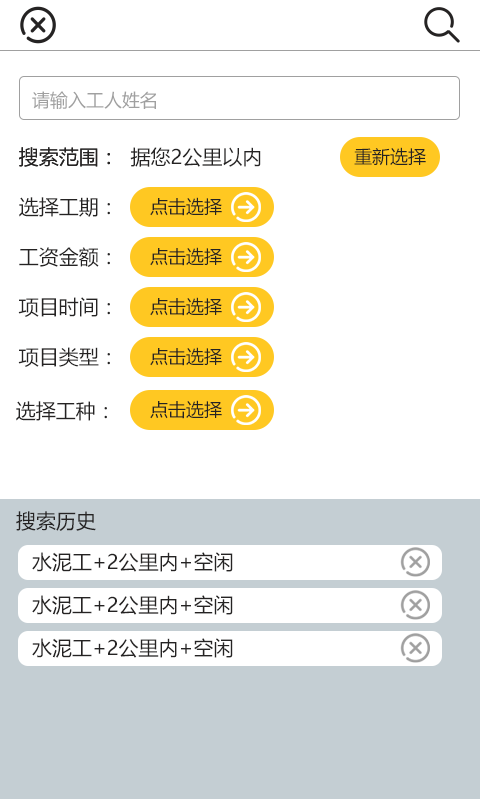 请输入工人姓名
搜索范围： 据您2公里以内 重新选择
选择工期： 点击选择
工资金额： 点击选择
项目时间： 点击选择
项目类型： 点击选择
选择工种： 点击选择
搜索历史
水泥工+2公里内+空闲
水泥工+2公里内+空闲
水泥工+2公里内+空闲